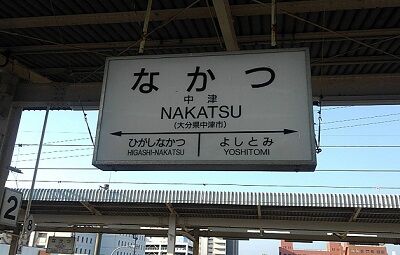 なかつ
中津
NAKATSU
(大分県中津市)
ひがしなかつ
HIGASHI-NAKATSU
よしとみ
YOSHITOMI
2